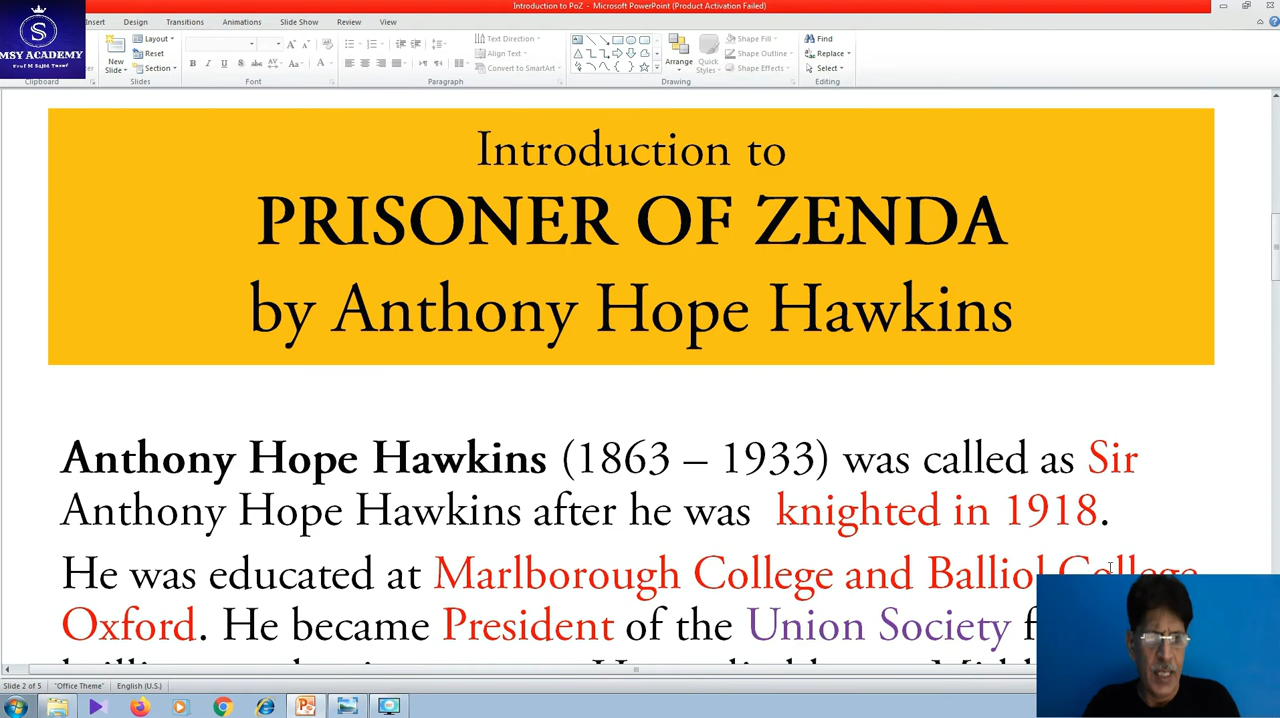 Introduction to PoZ - Microsoft PowerPoint (Product Activation Failed)
MSY ACADEMY
Insert Design Transitions Animations Slide Show Review View
New Slide
Layout
Reset
Section
Text Direction
Align Text
Convert to SmartArt
Arrange
Quick Styles
Shape Fill
Shape Outline
Shape Effects
Find
Replace
Select
Clipboard Slides Font Paragraph Drawing Editing
Introduction to
PRISONER OF ZENDA
by Anthony Hope Hawkins
Anthony Hope Hawkins (1863 – 1933) was called as Sir
Anthony Hope Hawkins after he was knighted in 1918.
He was educated at Marlborough College and Balliol College
Oxford. He became President of the Union Society
Slide 2 of 5 "Office Theme" English (U.S.)